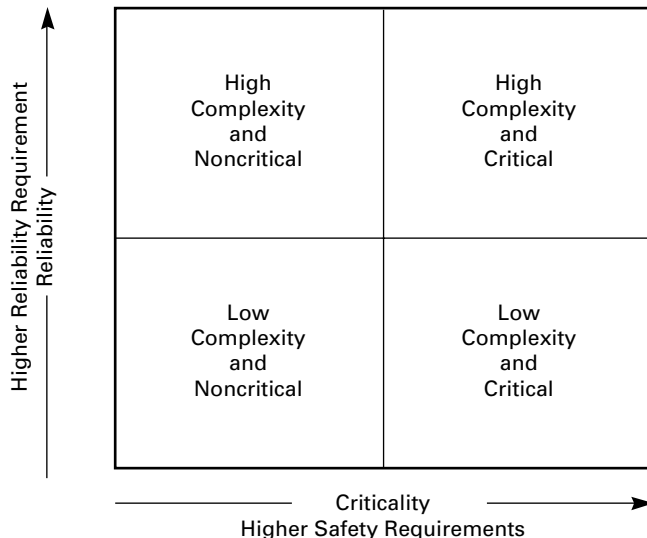 Higher Reliability Requirement
Reliability
High
Complexity
and
Noncritical
High
Complexity
and
Critical
Low
Complexity
and
Noncritical
Low
Complexity
and
Critical
Criticality
Higher Safety Requirements